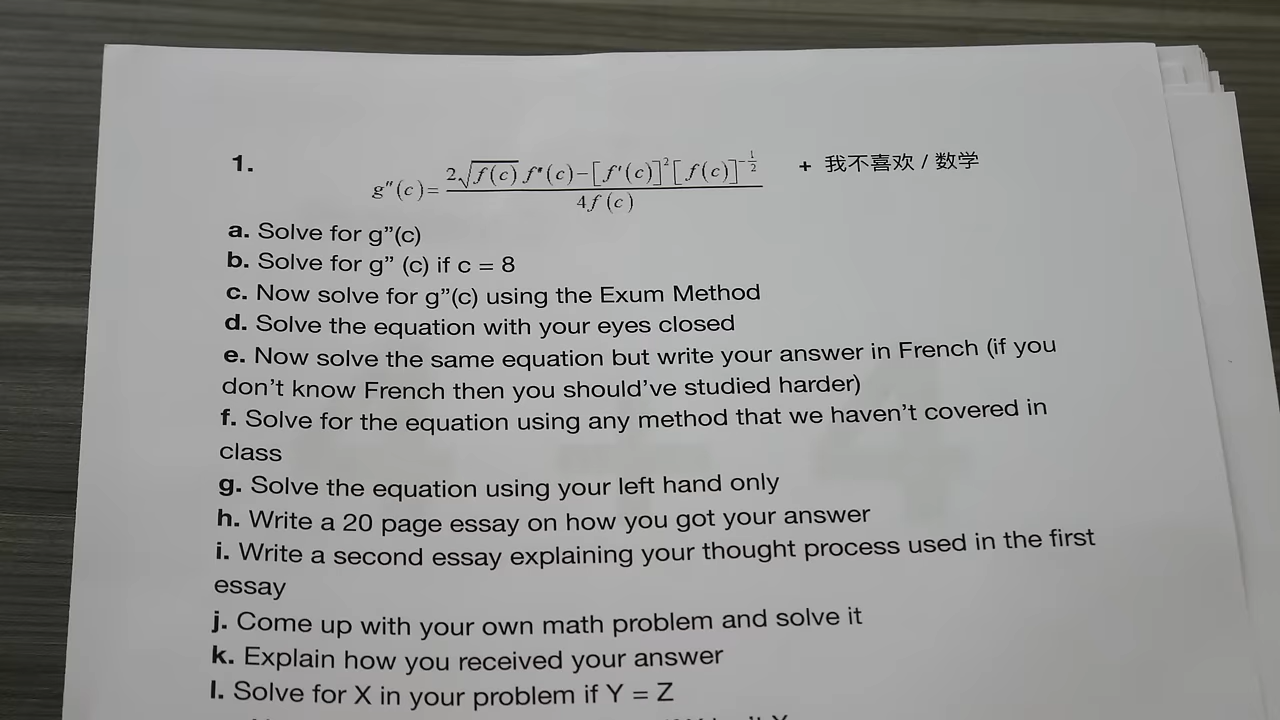 1. g″(c)= 2√f(c) f″(c)−[f′(c)]²[f(c)]^-1/2 / 4f(c) + 我不喜欢 / 数学
a. Solve for g”(c)
b. Solve for g” (c) if c = 8
c. Now solve for g”(c) using the Exum Method
d. Solve the equation with your eyes closed
e. Now solve the same equation but write your answer in French (if you
don’t know French then you should’ve studied harder)
f. Solve for the equation using any method that we haven’t covered in
class
g. Solve the equation using your left hand only
h. Write a 20 page essay on how you got your answer
i. Write a second essay explaining your thought process used in the first
essay
j. Come up with your own math problem and solve it
k. Explain how you received your answer
l. Solve for X in your problem if Y = Z